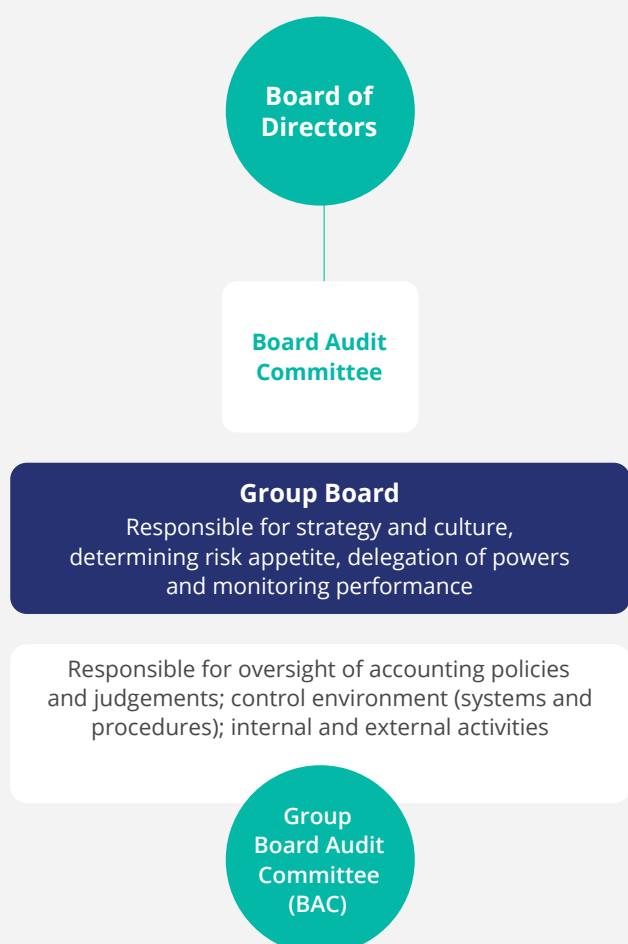 Board of
Directors
Board Audit
Committee
Group Board
Responsible for strategy and culture,
determining risk appetite, delegation of powers
and monitoring performance
Responsible for oversight of accounting policies
and judgements; control environment (systems and
procedures); internal and external activities
Group
Board Audit
Committee
(BAC)